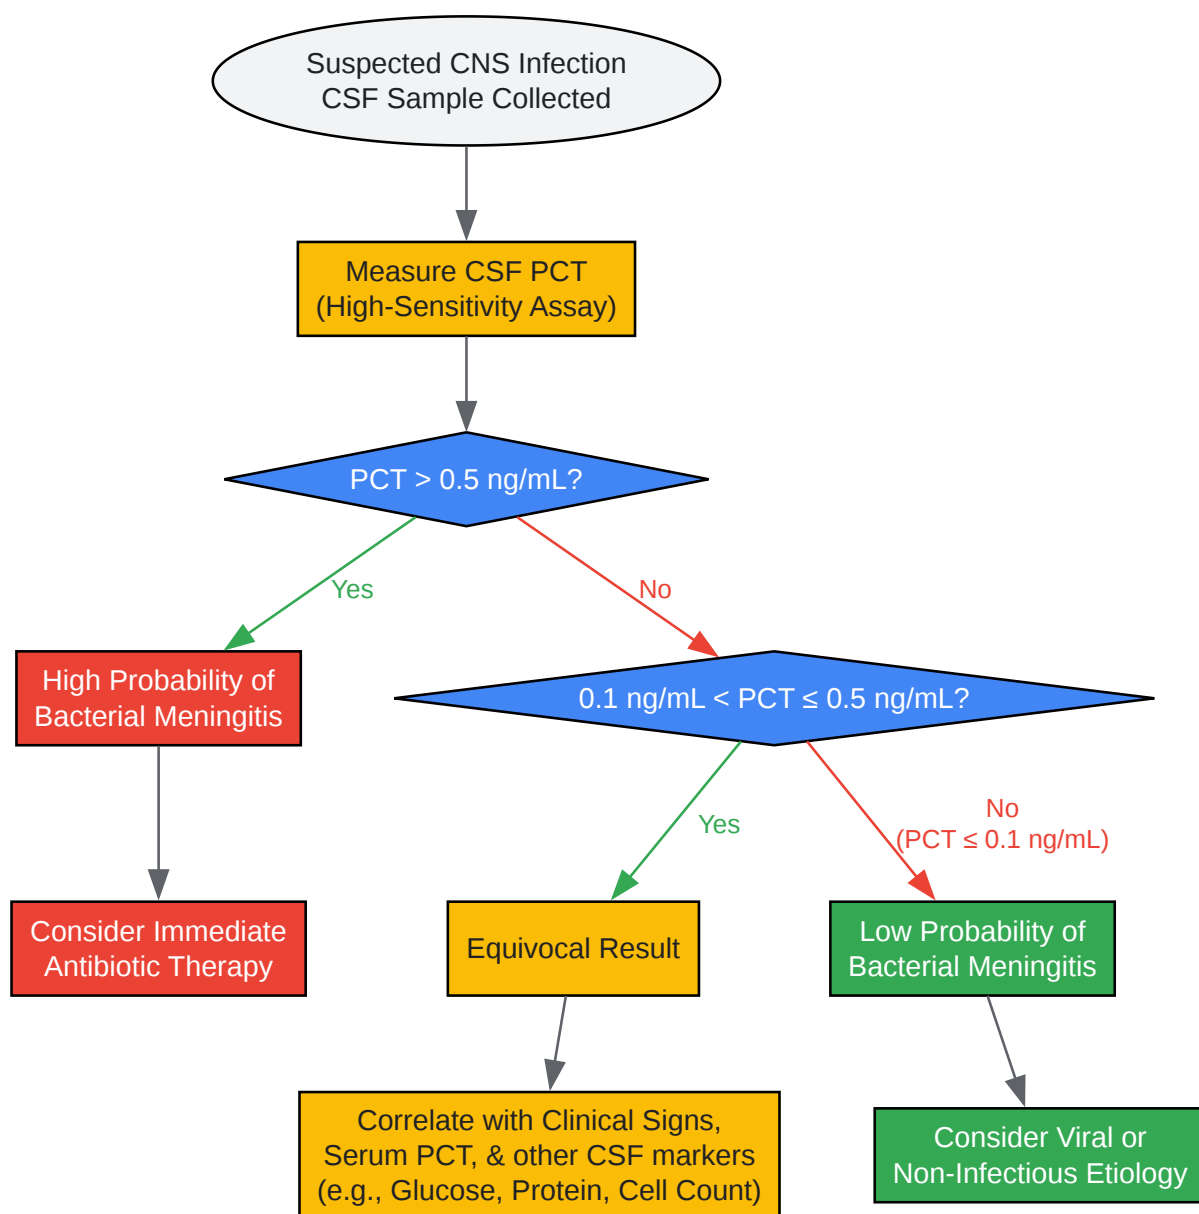 Suspected CNS Infection
CSF Sample Collected
Measure CSF PCT
(High-Sensitivity Assay)
PCT > 0.5 ng/mL?
Yes
No
High Probability of
Bacterial Meningitis
0.1 ng/mL < PCT ≤ 0.5 ng/mL?
Yes
No
(PCT ≤ 0.1 ng/mL)
Consider Immediate
Antibiotic Therapy
Equivocal Result
Low Probability of
Bacterial Meningitis
Correlate with Clinical Signs,
Serum PCT, & other CSF markers
(e.g., Glucose, Protein, Cell Count)
Consider Viral or
Non-Infectious Etiology